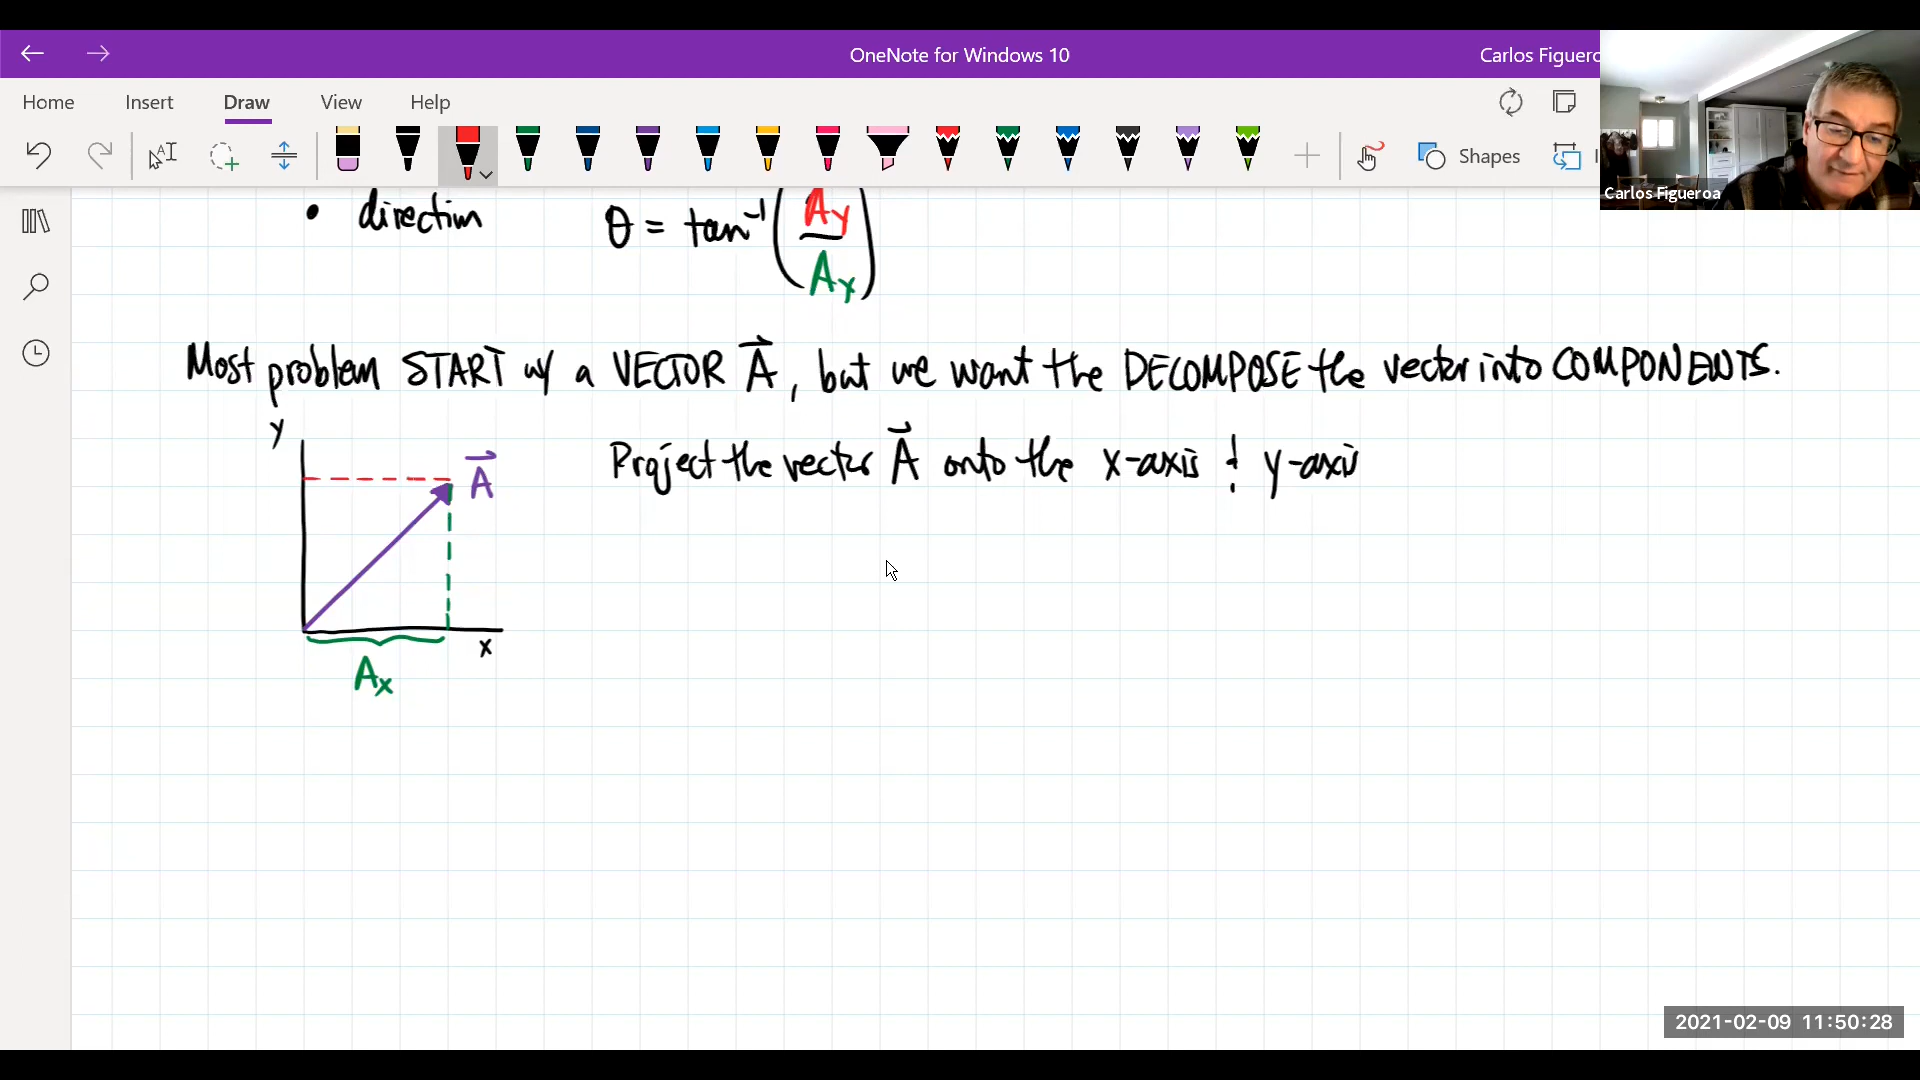 OneNote for Windows 10
Carlos Figuero
Home Insert Draw View Help
Shapes
Carlos Figueroa
• directim θ = tan⁻¹(Ay/Ax)
Most problem START w/ a VECTOR A⃗, but we want the DECOMPOSE the vector into COMPONENTS.
y
A⃗
Project the vector A⃗ onto the x-axis & y-axis
x
Ax
2021-02-09 11:50:28